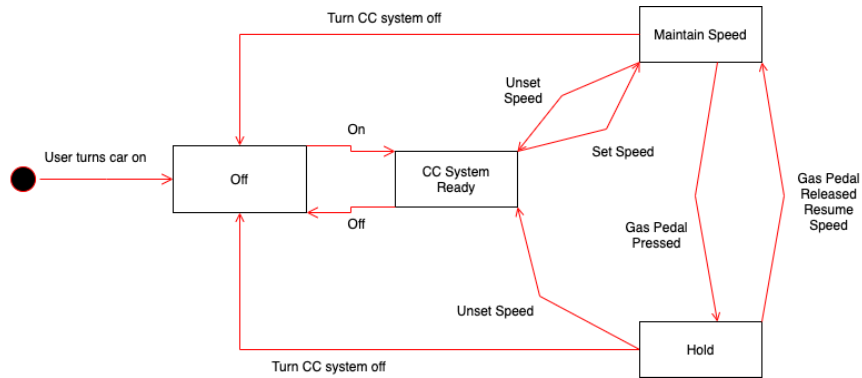 Turn CC system off
Maintain Speed
Unset
Speed
On
User turns car on
Set Speed
Off
CC System
Ready
Gas Pedal
Released
Resume
Speed
Off
Gas Pedal
Pressed
Unset Speed
Hold
Turn CC system off